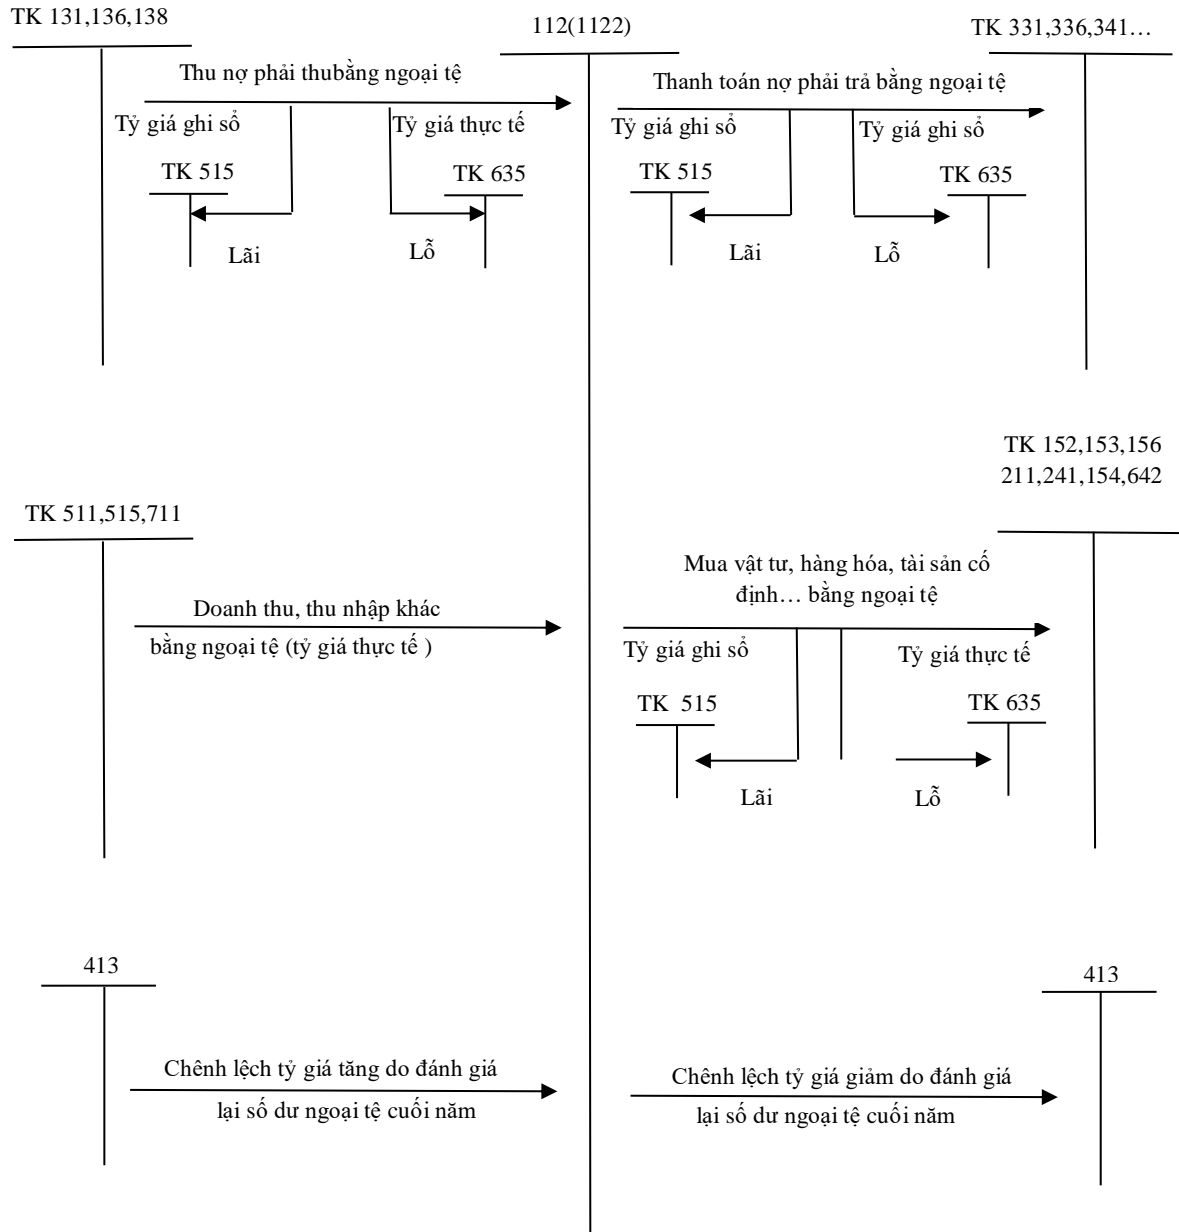 TK 131,136,138
112(1122)
TK 331,336,341…
Thu nợ phải thubằng ngoại tệ
Thanh toán nợ phải trả bằng ngoại tệ
Tỷ giá ghi sổ
Tỷ giá thực tế
Tỷ giá ghi sổ
Tỷ giá ghi sổ
TK 515
TK 635
TK 515
TK 635
Lãi
Lỗ
Lãi
Lỗ
TK 152,153,156
211,241,154,642
TK 511,515,711
Mua vật tư, hàng hóa, tài sản cố
định… bằng ngoại tệ
Doanh thu, thu nhập khác
bằng ngoại tệ (tỷ giá thực tế )
Tỷ giá ghi sổ
Tỷ giá thực tế
TK  515
TK 635
Lãi
Lỗ
413
413
Chênh lệch tỷ giá tăng do đánh giá
lại số dư ngoại tệ cuối năm
Chênh lệch tỷ giá giảm do đánh giá
lại số dư ngoại tệ cuối năm